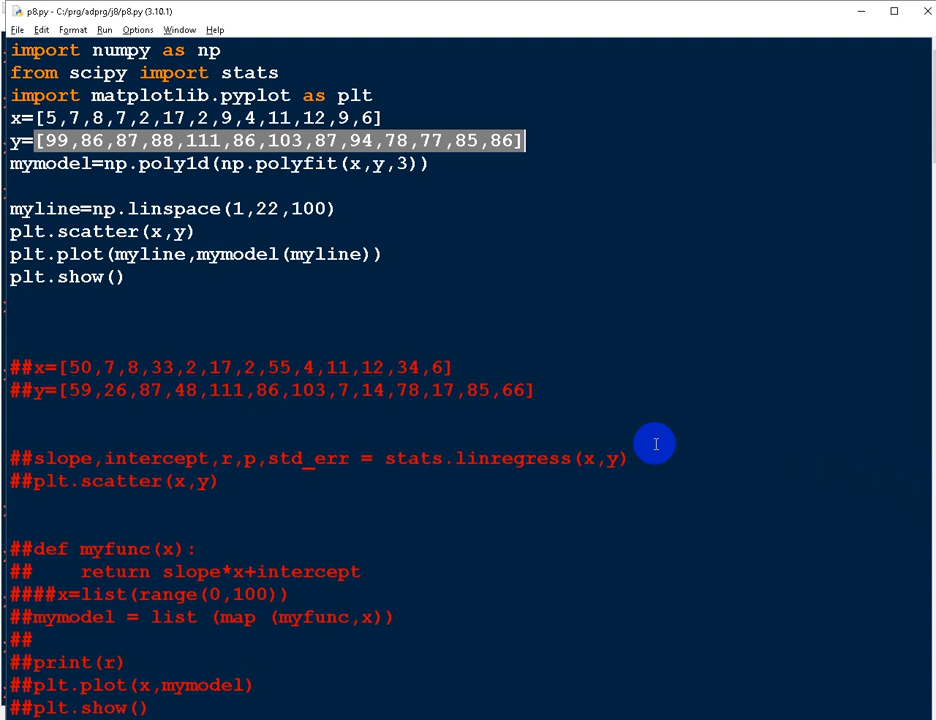 p8.py - C:/prg/adprg/j8/p8.py (3.10.1)
File Edit Format Run Options Window Help
import numpy as np
from scipy import stats
import matplotlib.pyplot as plt
x=[5,7,8,7,2,17,2,9,4,11,12,9,6]
y=[99,86,87,88,111,86,103,87,94,78,77,85,86]
mymodel=np.poly1d(np.polyfit(x,y,3))
myline=np.linspace(1,22,100)
plt.scatter(x,y)
plt.plot(myline,mymodel(myline))
plt.show()
##x=[50,7,8,33,2,17,2,55,4,11,12,34,6]
##y=[59,26,87,48,111,86,103,7,14,78,17,85,66]
##slope,intercept,r,p,std_err = stats.linregress(x,y)
##plt.scatter(x,y)
##def myfunc(x):
##    return slope*x+intercept
####x=list(range(0,100))
##mymodel = list (map (myfunc,x))
##
##print(r)
##plt.plot(x,mymodel)
##plt.show()